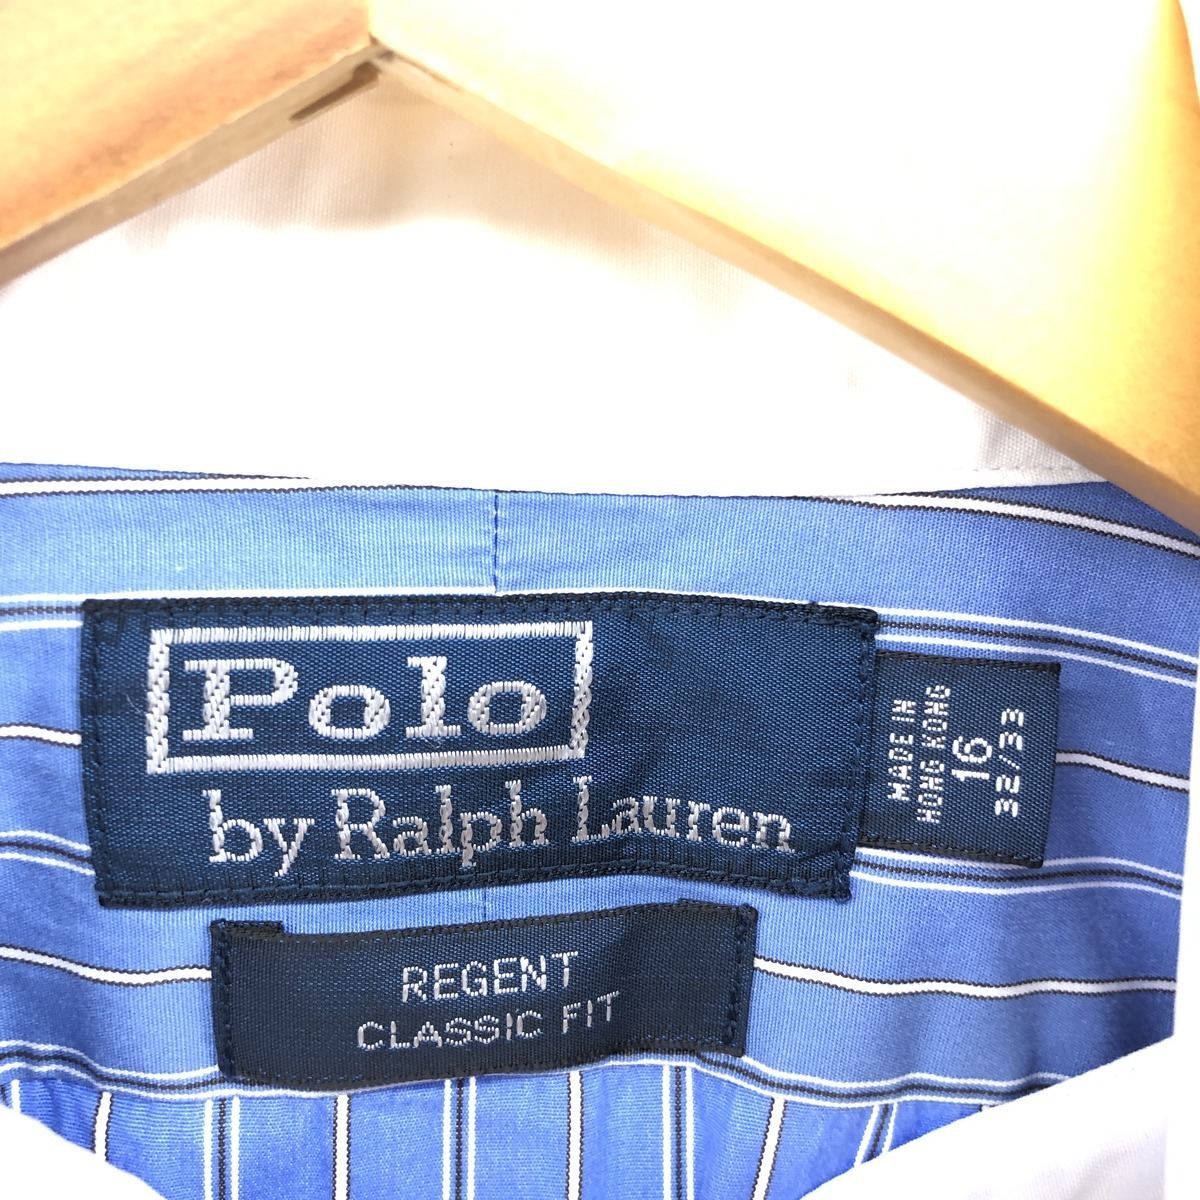 Polo
by Ralph Lauren
MADE IN
HONG KONG
16
32/33
REGENT
CLASSIC FIT